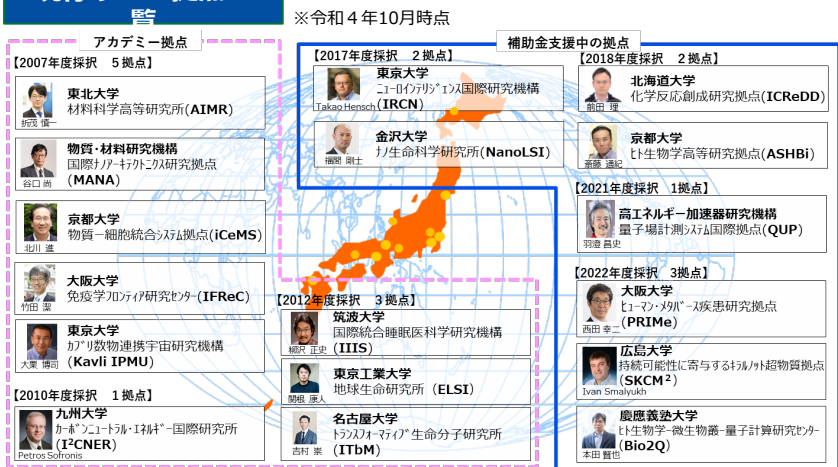 覧
※令和４年10月時点
アカデミー拠点
【2007年度採択　５拠点】
東北大学
材料科学高等研究所(AIMR)
折茂 慎一
物質・材料研究機構
国際ﾅﾉｱｰｷﾃｸﾄﾆｸｽ研究拠点
(MANA)
谷口 尚
京都大学
物質－細胞統合ｼｽﾃﾑ拠点(iCeMS)
北川 進
大阪大学
免疫学ﾌﾛﾝﾃｨｱ研究ｾﾝﾀｰ(IFReC)
竹田 潔
東京大学
ｶﾌﾞﾘ数物連携宇宙研究機構
(Kavli IPMU)
大栗 博司
【2010年度採択　１拠点】
九州大学
ｶｰﾎﾞﾝﾆｭｰﾄﾗﾙ・ｴﾈﾙｷﾞｰ国際研究所
(I²CNER)
Petros Sofronis
【2012年度採択　３拠点】
筑波大学
国際統合睡眠医科学研究機構
(IIIS)
柳沢 正史
東京工業大学
地球生命研究所（ELSI)
関根 康人
名古屋大学
ﾄﾗﾝｽﾌｫｰﾏﾃｨﾌﾞ生命分子研究所
(ITbM)
吉村 崇
補助金支援中の拠点
【2017年度採択　２拠点】
東京大学
ﾆｭｰﾛｲﾝﾃﾘｼﾞｪﾝｽ国際研究機構
(IRCN)
Takao Hensch
金沢大学
ﾅﾉ生命科学研究所(NanoLSI)
福間 剛士
【2018年度採択　２拠点】
北海道大学
化学反応創成研究拠点(ICReDD)
前田 理
京都大学
ﾋﾄ生物学高等研究拠点(ASHBi)
斎藤 通紀
【2021年度採択　1拠点】
高エネルギー加速器研究機構
量子場計測ｼｽﾃﾑ国際拠点(QUP)
羽澄 昌史
【2022年度採択　3拠点】
大阪大学
ﾋｭｰﾏﾝ・ﾒﾀﾊﾞｰｽ疾患研究拠点
(PRIMe)
西田 幸二
広島大学
持続可能性に寄与するｷﾗﾙﾉｯﾄ超物質拠点
(SKCM²)
Ivan Smalyukh
慶應義塾大学
ﾋﾄ生物学-微生物叢-量子計算研究ｾﾝﾀｰ
(Bio2Q)
本田 賢也